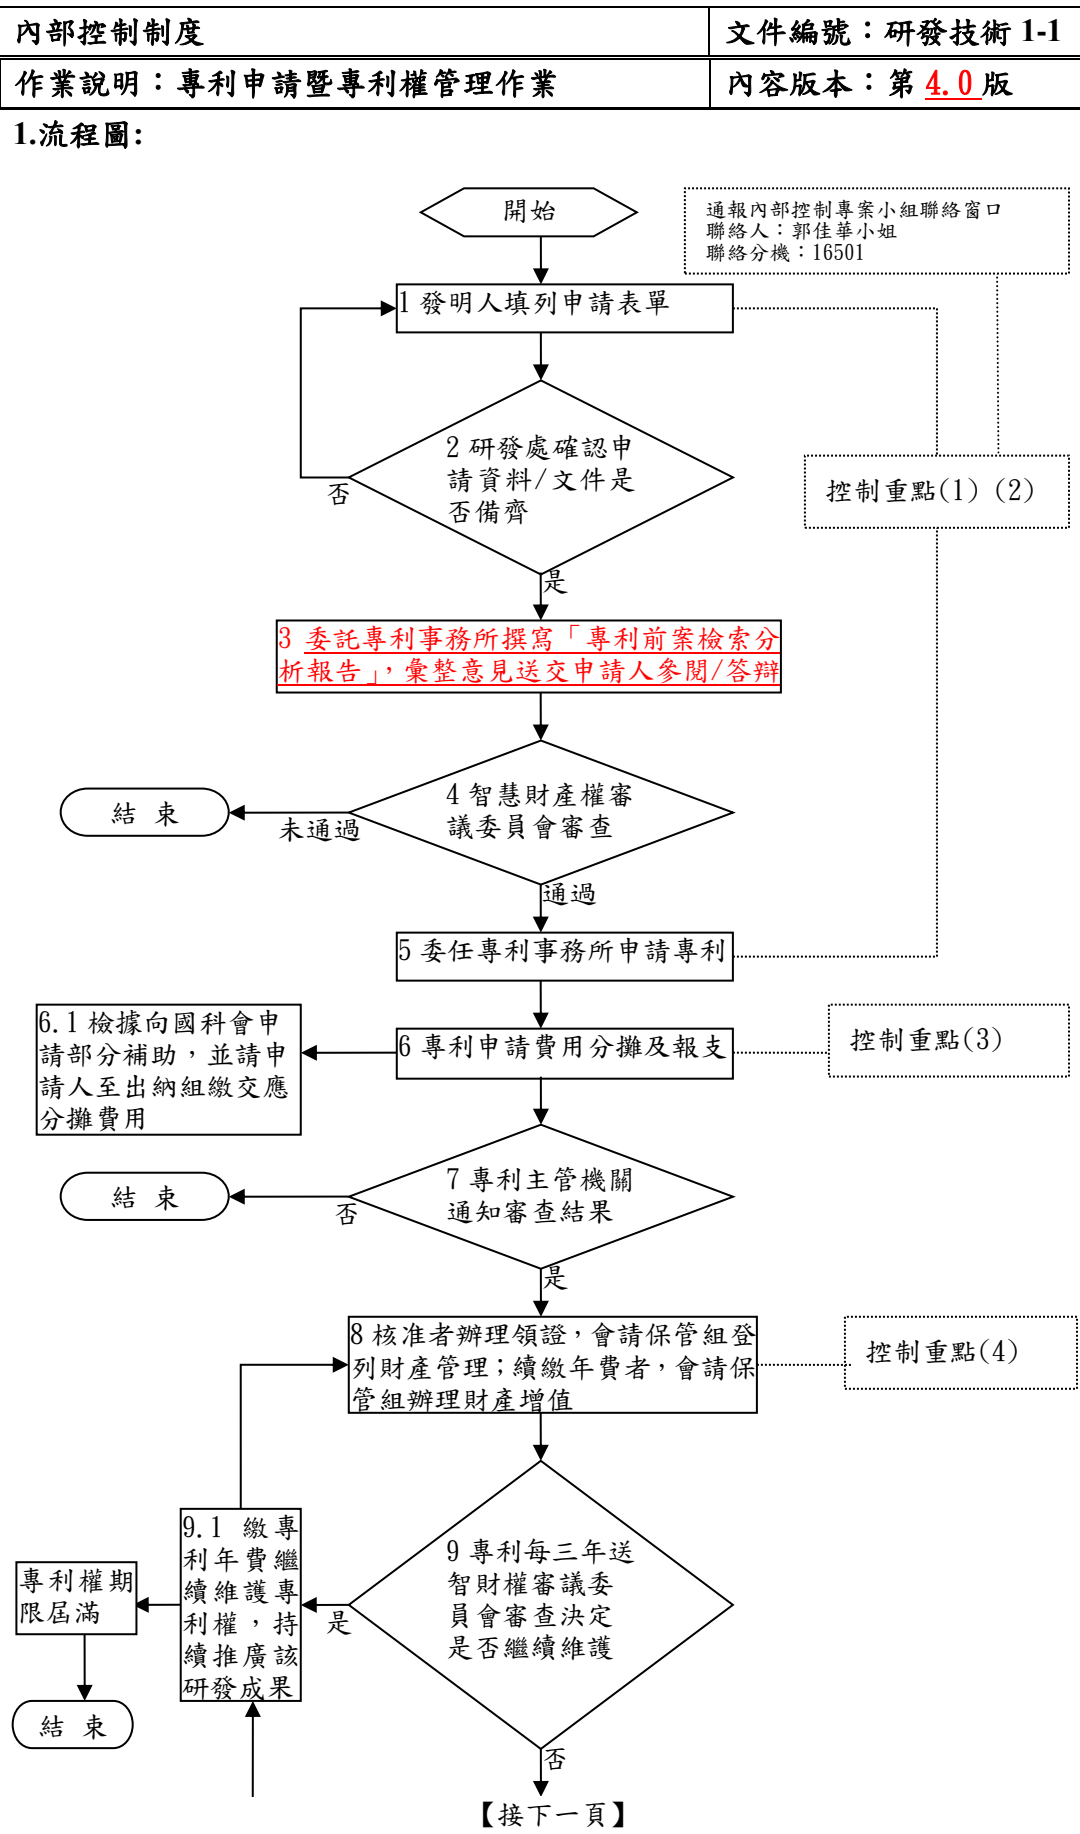 內部控制制度
文件編號：研發技術 1-1
作業說明：專利申請暨專利權管理作業
內容版本：第 4.0 版
1.流程圖:
開始
通報內部控制專案小組聯絡窗口
聯絡人：郭佳華小姐
聯絡分機：16501
1 發明人填列申請表單
2 研發處確認申
請資料/文件是
否備齊
否
控制重點(1) (2)
是
3 委託專利事務所撰寫「專利前案檢索分
析報告」，彙整意見送交申請人參閱/答辯
4 智慧財產權審
議委員會審查
結 束
未通過
通過
5 委任專利事務所申請專利
6.1 檢據向國科會申
請部分補助，並請申
請人至出納組繳交應
分攤費用
6 專利申請費用分攤及報支
控制重點(3)
7 專利主管機關
通知審查結果
結 束
否
是
8 核准者辦理領證，會請保管組登
列財產管理；續繳年費者，會請保
管組辦理財產增值
控制重點(4)
9.1 繳專
利年費繼
續維護專
利權，持
續推廣該
研發成果
9 專利每三年送
智財權審議委
員會審查決定
是否繼續維護
專利權期
限屆滿
是
結 束
否
【接下一頁】